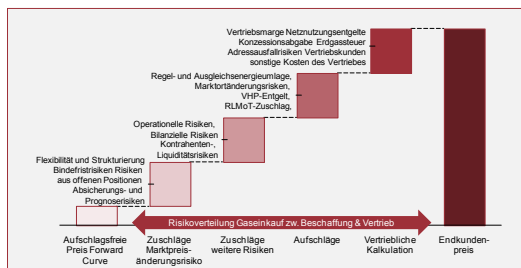 Vertriebsmarge Netznutzungsentgelte
Konzessionsabgabe Erdgassteuer
Adressausfallrisiken Vertriebskunden
sonstige Kosten des Vertriebes
Regel- und Ausgleichsenergieumlage,
Marktortänderungsrisiken,
VHP-Entgelt,
RLMoT-Zuschlag,
Operationelle Risiken,
Bilanzielle Risiken
Kontrahenten-,
Liquiditätsrisiken
Flexibilität und Strukturierung
Bindefristrisiken Risiken
aus offenen Positionen
Absicherungs- und
Prognoserisiken
Risikoverteilung Gaseinkauf zw. Beschaffung & Vertrieb
Aufschlagsfreie
Preis Forward
Curve
Zuschläge
Marktpreis-
änderungsrisiko
Zuschläge
weitere Risiken
Aufschläge
Vertriebliche
Kalkulation
Endkunden-
preis